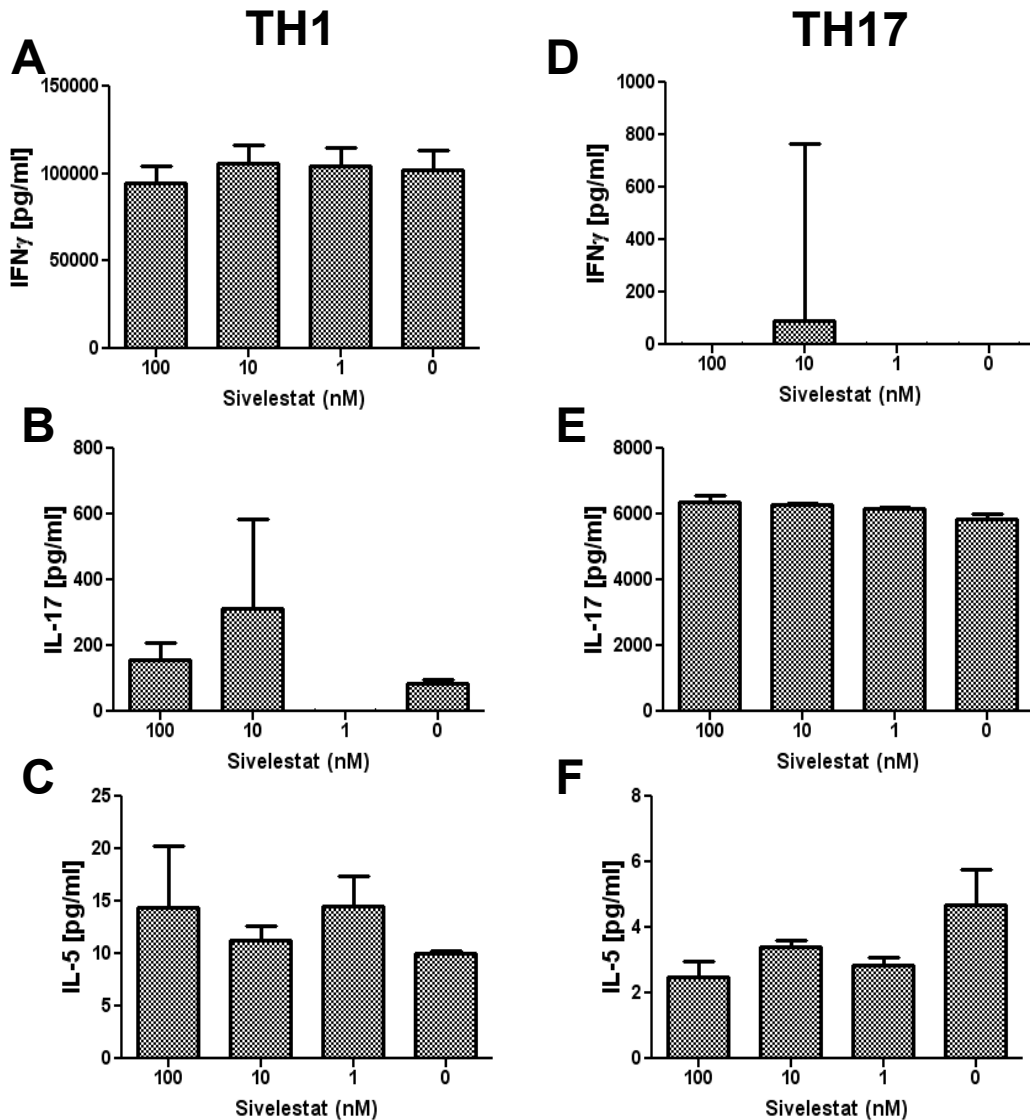 TH1
A
150000
100000
50000
0
IFNγ [pg/ml]
100 10 1 0
Sivelestat (nM)
B
800
600
400
200
0
IL-17 [pg/ml]
100 10 1 0
Sivelestat (nM)
C
25
20
15
10
5
0
IL-5 [pg/ml]
100 10 1 0
Sivelestat (nM)
TH17
D
1000
800
600
400
200
0
IFNγ [pg/ml]
100 10 1 0
Sivelestat (nM)
E
8000
6000
4000
2000
0
IL-17 [pg/ml]
100 10 1 0
Sivelestat (nM)
F
8
6
4
2
0
IL-5 [pg/ml]
100 10 1 0
Sivelestat (nM)